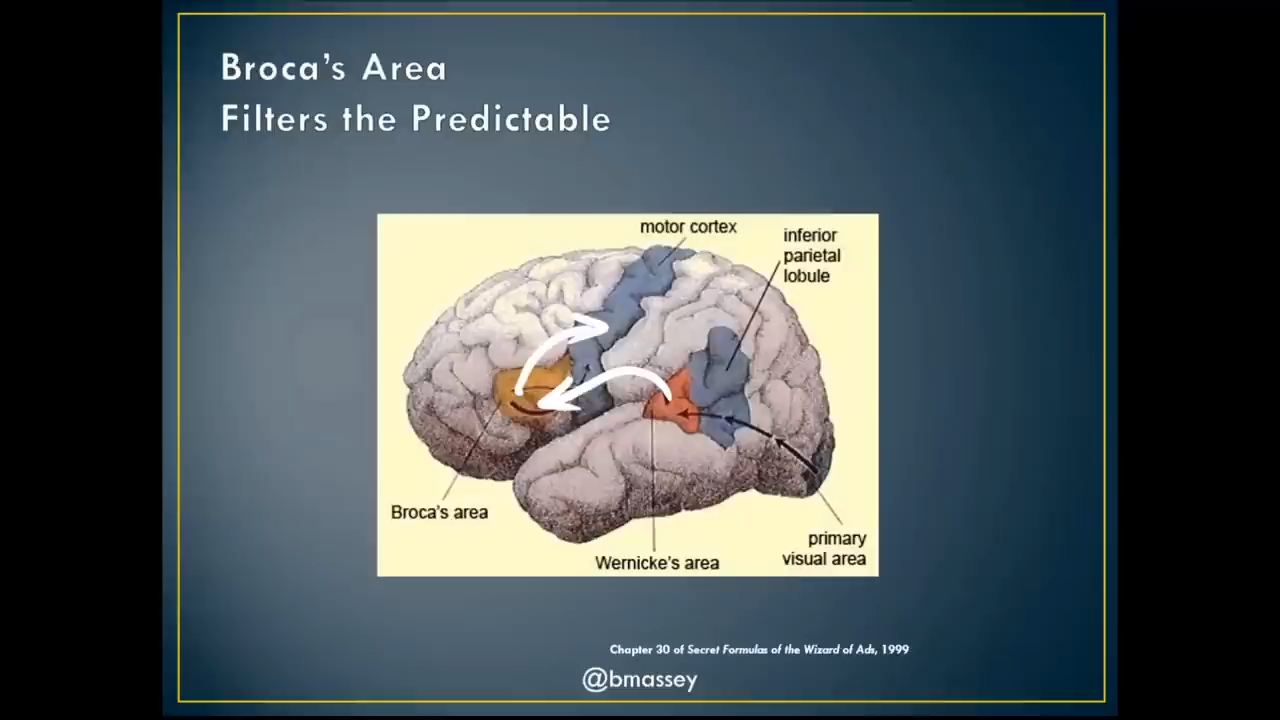 Broca's Area
Filters the Predictable
motor cortex
inferior
parietal
lobule
Broca's area
Wernicke's area
primary
visual area
Chapter 30 of Secret Formulas of the Wizard of Ads, 1999
@bmassey